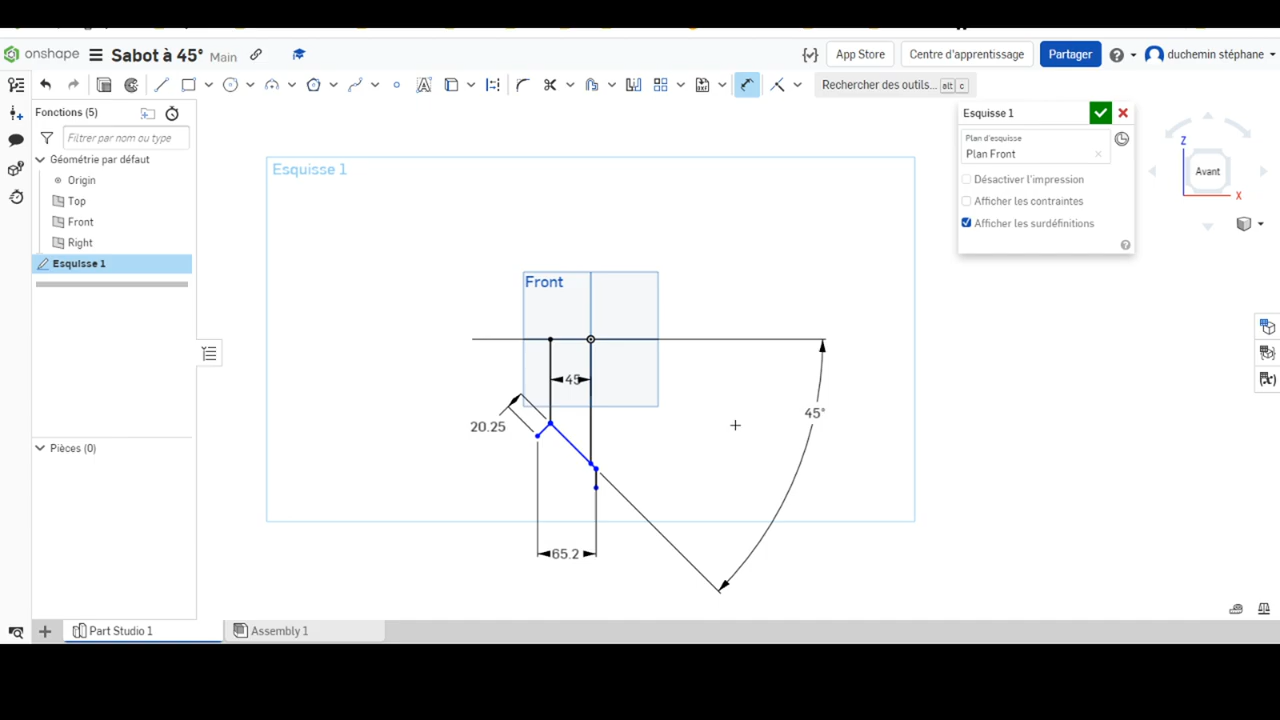 onshape Sabot à 45° Main App Store Centre d'apprentissage Partager duchemin stéphane
Rechercher des outils... alt c
Fonctions (5)
Filtrer par nom ou type
Géométrie par défaut
Origin
Top
Front
Right
Esquisse 1
Pièces (0)
Esquisse 1
Front
45
20.25
65.2
45°
Esquisse 1
Plan d'esquisse
Plan Front
Désactiver l'impression
Afficher les contraintes
Afficher les surdéfinitions
Z
Avant
X
Part Studio 1
Assembly 1